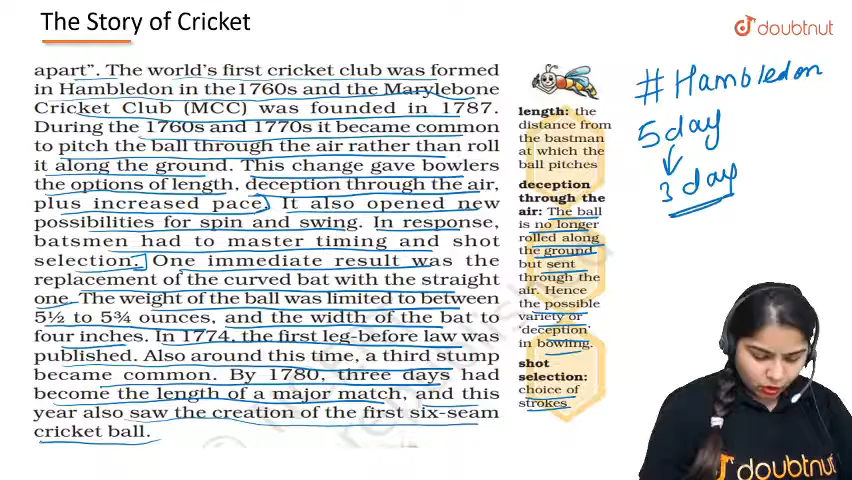 The Story of Cricket
doubtnut
apart". The world's first cricket club was formed
in Hambledon in the1760s and the Marylebone
Cricket Club (MCC) was founded in 1787.
During the 1760s and 1770s it became common
to pitch the ball through the air rather than roll
it along the ground. This change gave bowlers
the options of length, deception through the air,
plus increased pace. It also opened new
possibilities for spin and swing. In response,
batsmen had to master timing and shot
selection. One immediate result was the
replacement of the curved bat with the straight
one. The weight of the ball was limited to between
5½ to 5¾ ounces, and the width of the bat to
four inches. In 1774, the first leg-before law was
published. Also around this time, a third stump
became common. By 1780, three days had
become the length of a major match, and this
year also saw the creation of the first six-seam
cricket ball.
length: the
distance from
the bastman
at which the
ball pitches
deception
through the
air: The ball
is no longer
rolled along
the ground
but sent
through the
air. Hence
the possible
variety or
'deception'
in bowling.
shot
selection:
choice of
strokes
# Hambledon
5 day
3 day
doubtnut